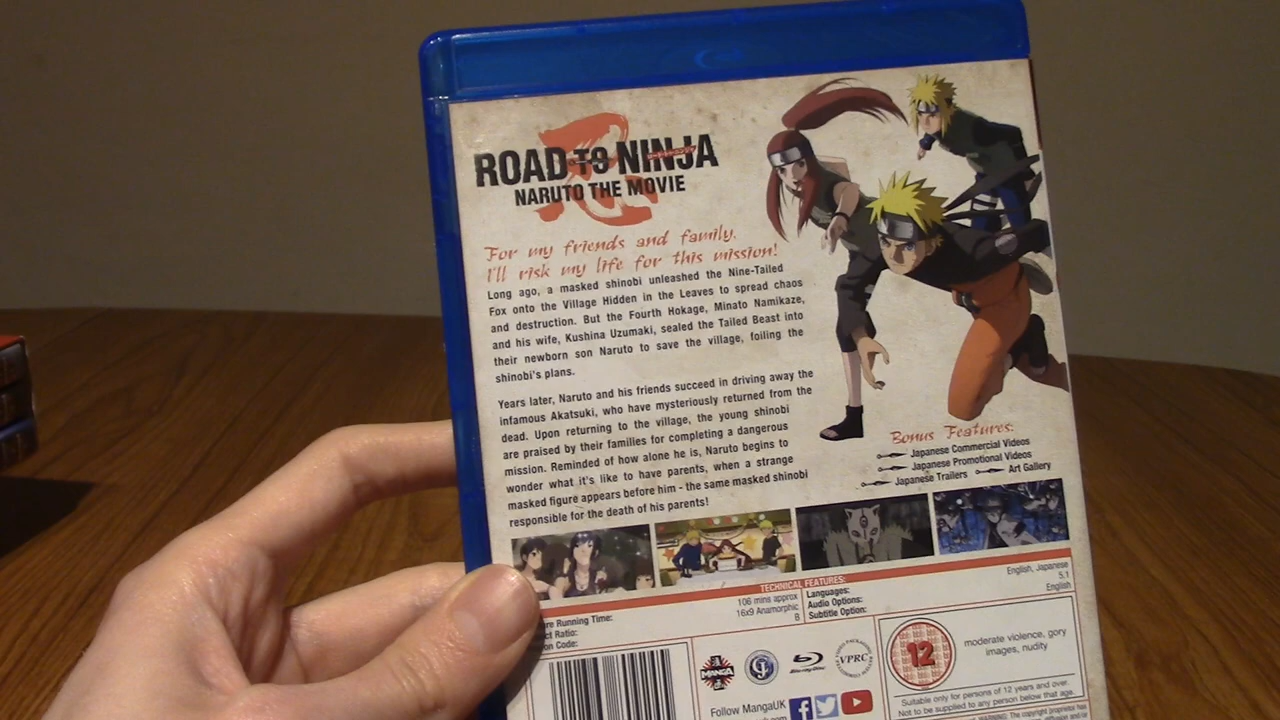 ROAD TO NINJA
NARUTO THE MOVIE
For my friends and family,
I'll risk my life for this mission!
Long ago, a masked shinobi unleashed the Nine-Tailed
Fox onto the Village Hidden in the Leaves to spread chaos
and destruction. But the Fourth Hokage, Minato Namikaze,
and his wife, Kushina Uzumaki, sealed the Tailed Beast into
their newborn son Naruto to save the village, foiling the
shinobi's plans.
Years later, Naruto and his friends succeed in driving away the
infamous Akatsuki, who have mysteriously returned from the
dead. Upon returning to the village, the young shinobi
are praised by their families for completing a dangerous
mission. Reminded of how alone he is, Naruto begins to
wonder what it's like to have parents, when a strange
masked figure appears before him - the same masked shinobi
responsible for the death of his parents!
Bonus Features:
Japanese Commercial Videos
Japanese Promotional Videos
Japanese Trailers Art Gallery
TECHNICAL FEATURES:
Running Time: 106 mins approx
Ratio: 16x9 Anamorphic
Code: B
Languages: English, Japanese
Audio Options: 5.1
Subtitle Option: English
MANGA
Blu-ray Disc
VPRC
12
moderate violence, gory
images, nudity
Suitable only for persons of 12 years and over.
Not to be supplied to any person below that age.
Follow MangaUK
WARNING: The copyright proprietor has